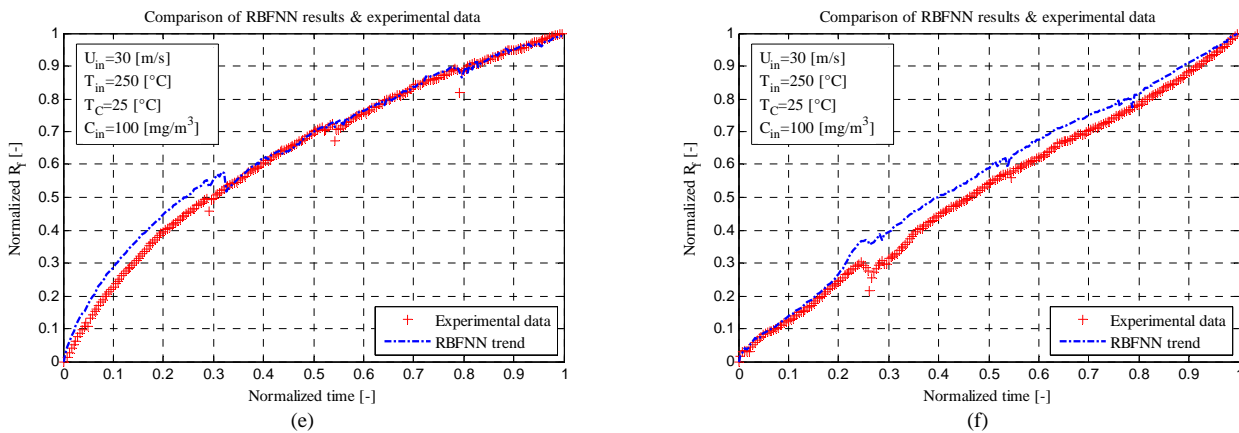 Comparison of RBFNN results & experimental data
1
0.9
0.8
0.7
0.6
0.5
0.4
0.3
0.2
0.1
0
Normalized R_f [-]
U_in=30 [m/s]
T_in=250 [°C]
T_C=25 [°C]
C_in=100 [mg/m³]
Experimental data
RBFNN trend
0 0.1 0.2 0.3 0.4 0.5 0.6 0.7 0.8 0.9 1
Normalized time [-]
(e)
Comparison of RBFNN results & experimental data
1
0.9
0.8
0.7
0.6
0.5
0.4
0.3
0.2
0.1
0
Normalized R_f [-]
U_in=30 [m/s]
T_in=250 [°C]
T_C=25 [°C]
C_in=100 [mg/m³]
Experimental data
RBFNN trend
0 0.1 0.2 0.3 0.4 0.5 0.6 0.7 0.8 0.9 1
Normalized time [-]
(f)